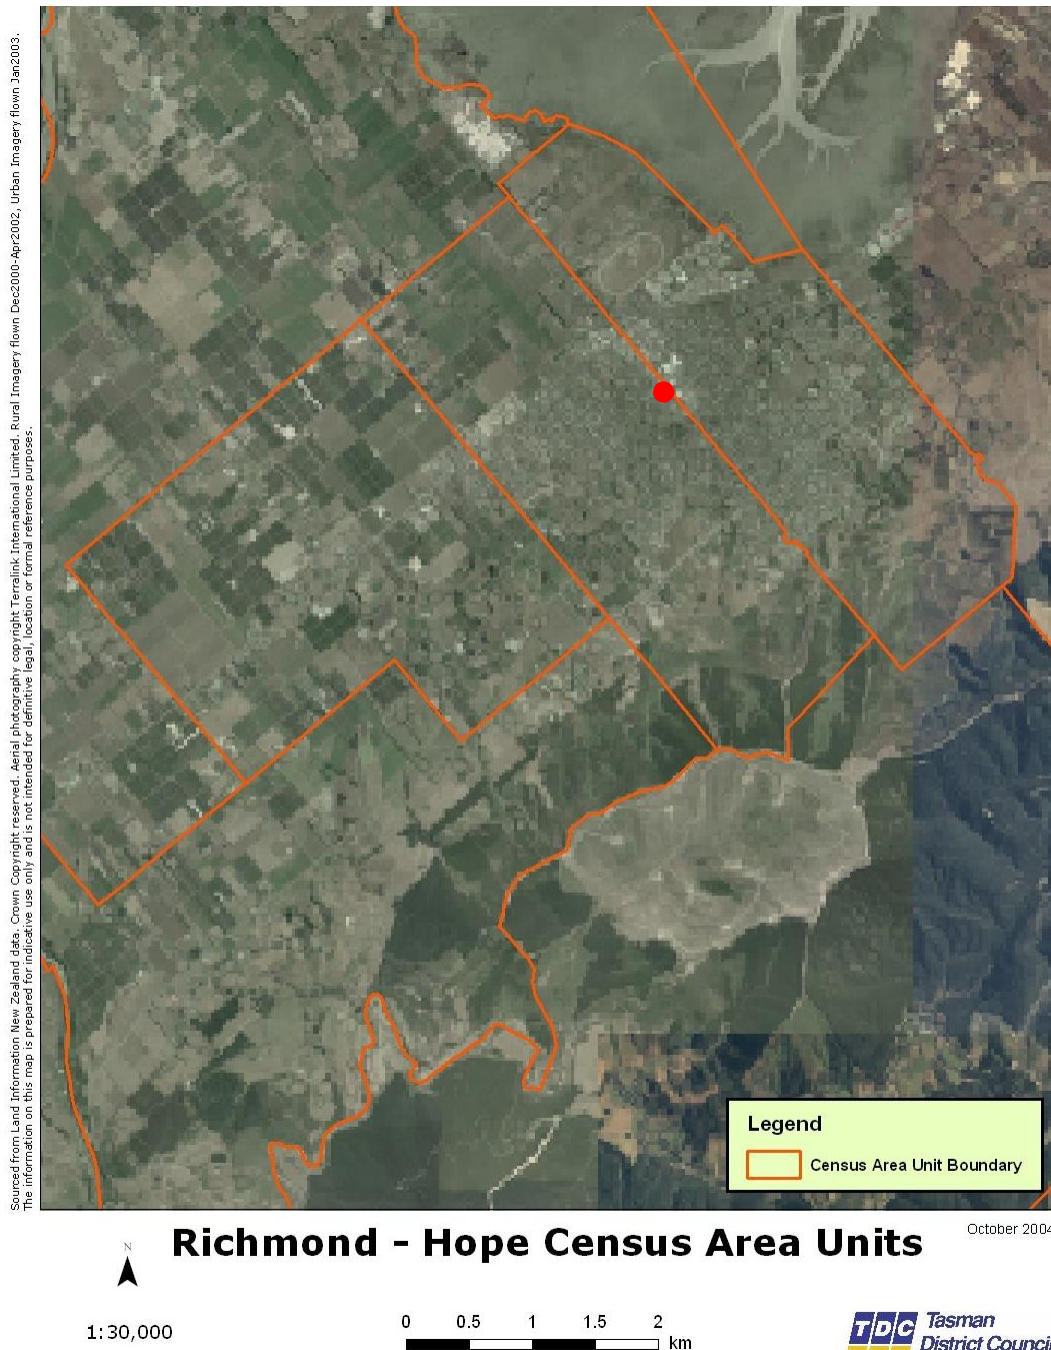 Sourced from Land Information New Zealand data. Crown Copyright reserved. Aerial photography copyright Terralink International Limited. Rural Imagery flown Dec2000-Apr2002, Urban Imagery flown Jan2003.
The information on this map is prepared for indicative use only and is not intended for definitive legal, location or formal reference purposes.
Legend
Census Area Unit Boundary
October 2004
Richmond - Hope Census Area Units
N
1:30,000
0 0.5 1 1.5 2
km
TDC Tasman
District Council